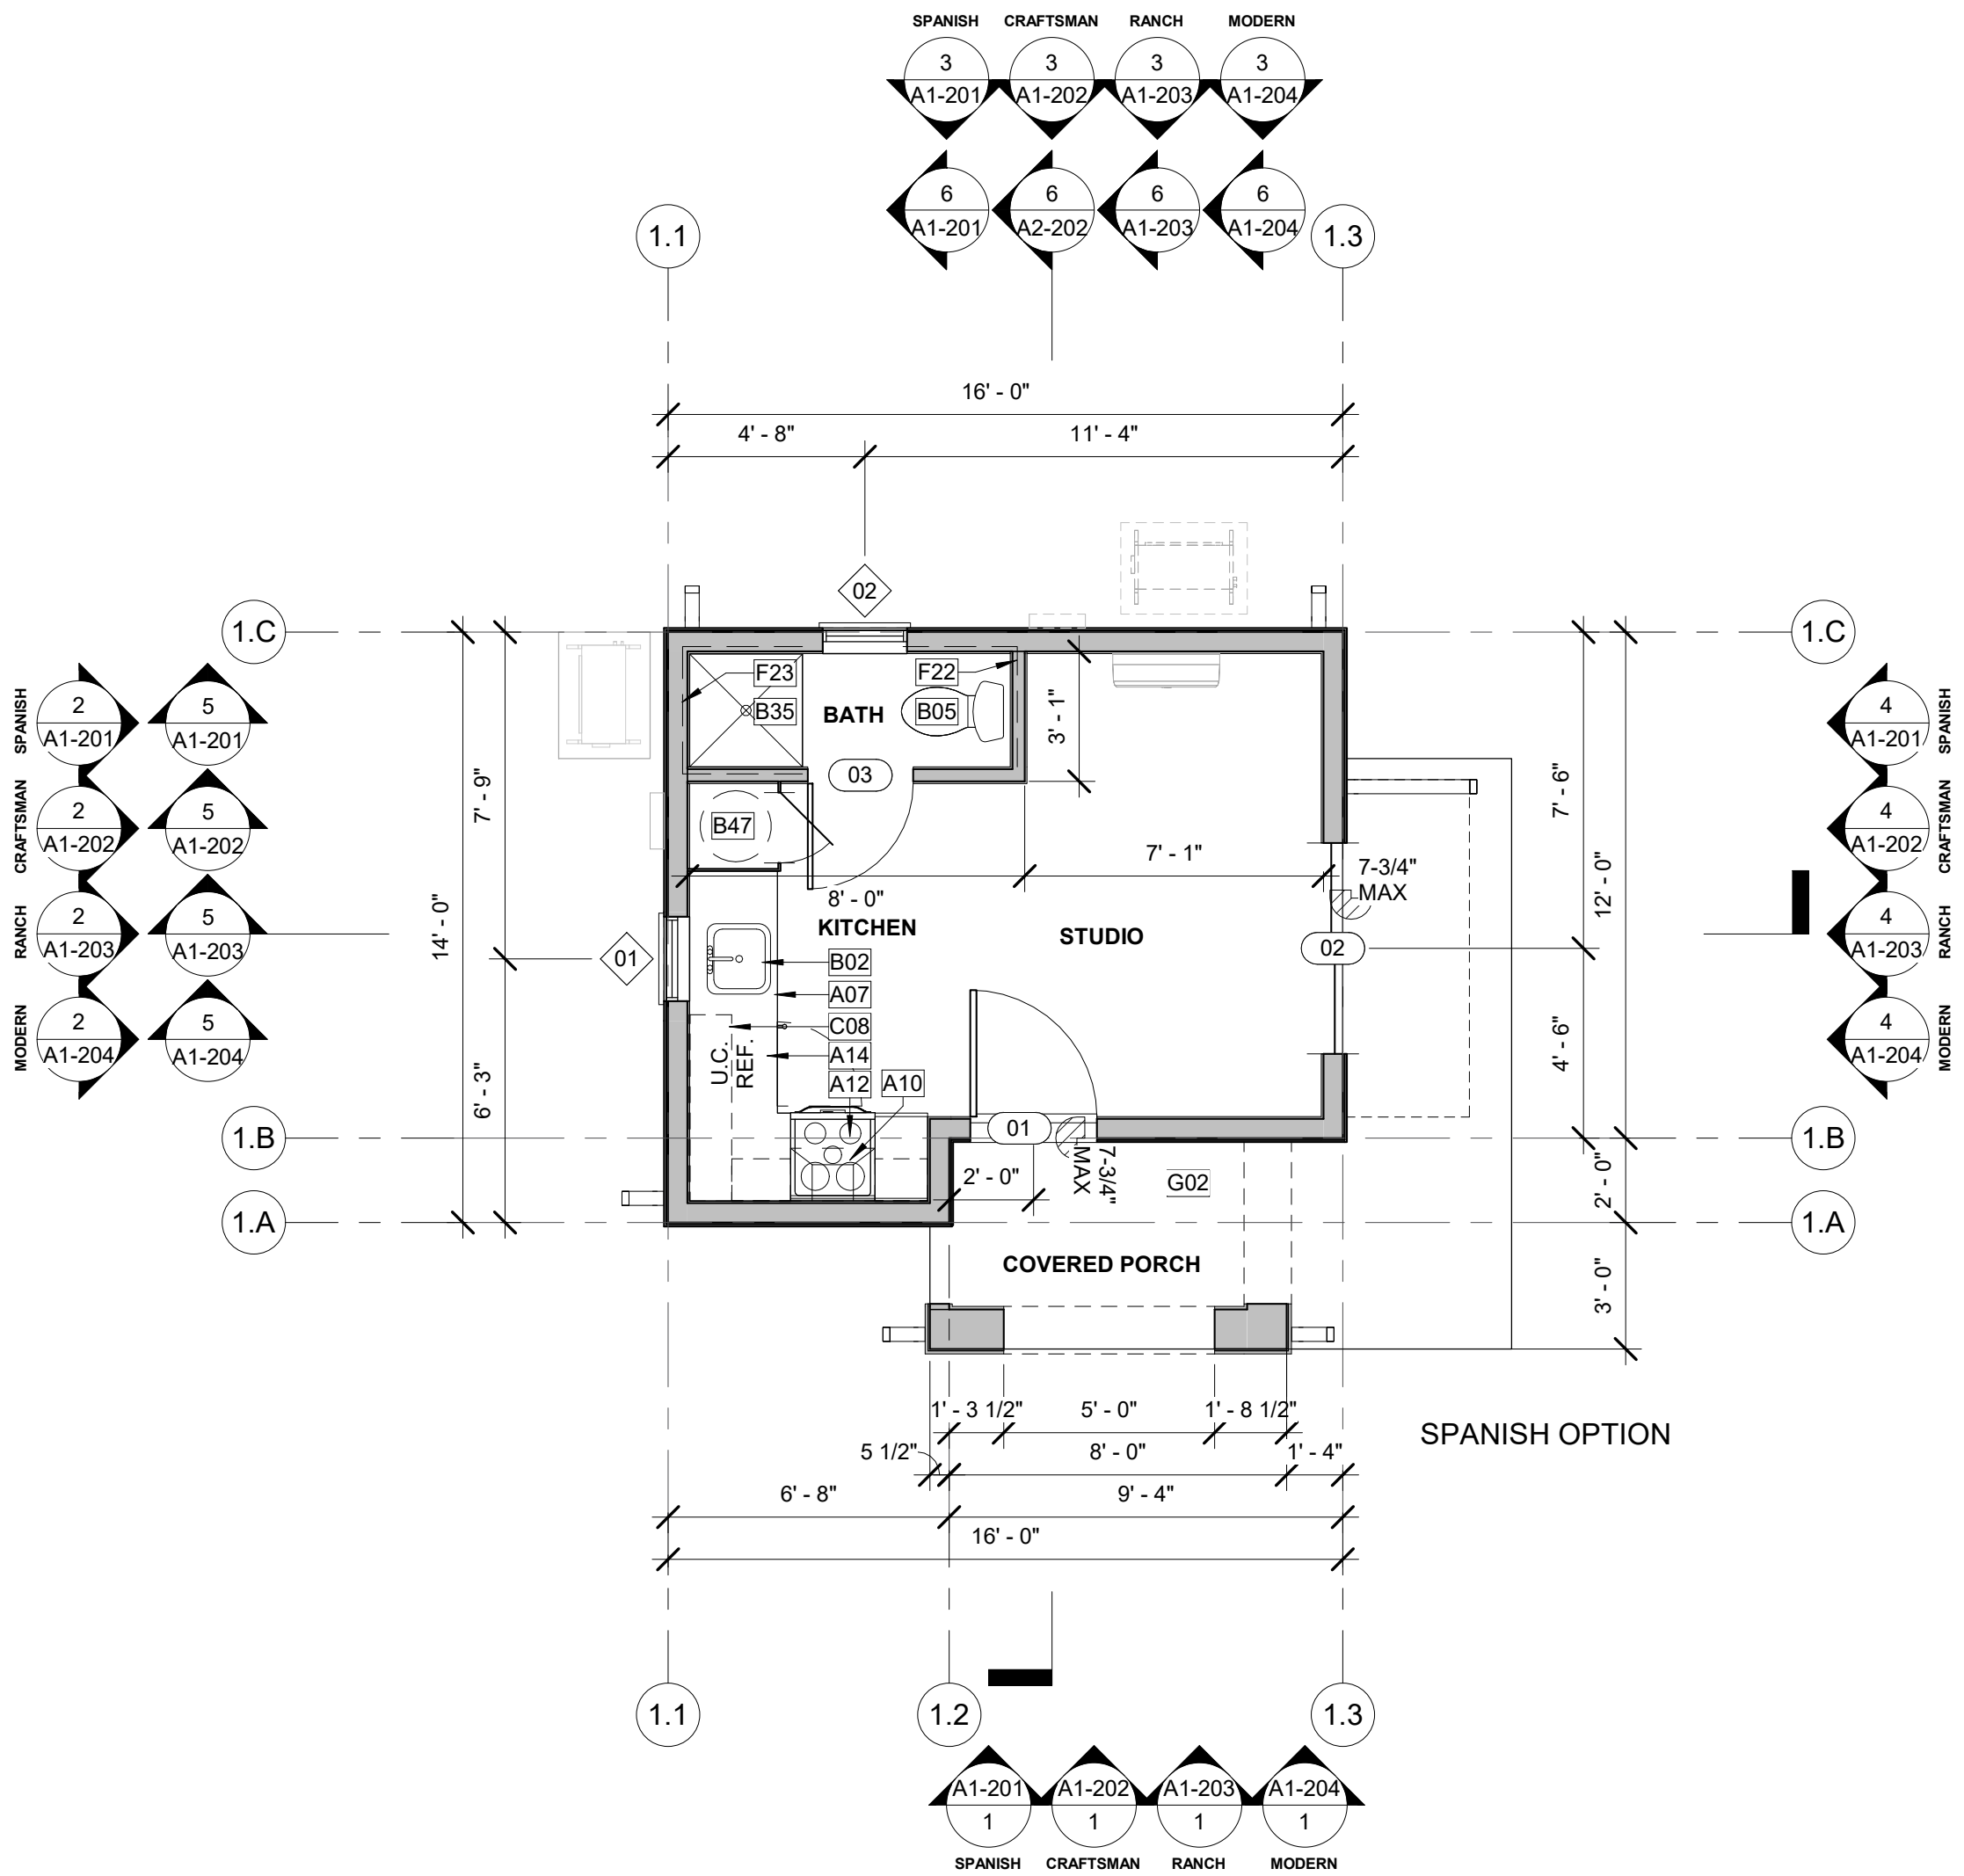 SPANISH CRAFTSMAN RANCH MODERN
3 3 3 3
A1-201 A1-202 A1-203 A1-204
6 6 6 6
A1-201 A2-202 A1-203 A1-204
1.1 1.3
16' - 0"
4' - 8" 11' - 4"
02
1.C 1.C
SPANISH 2 A1-201 5 A1-201
CRAFTSMAN 2 A1-202 5 A1-202
RANCH 2 A1-203 5 A1-203
MODERN 2 A1-204 5 A1-204
4 A1-201 SPANISH
4 A1-202 CRAFTSMAN
4 A1-203 RANCH
4 A1-204 MODERN
14' - 0"
7' - 9"
6' - 3"
01
F23 F22
B35 BATH B05
03
3' - 1"
B47
7' - 1"
8' - 0"
7-3/4"
MAX
KITCHEN
STUDIO
02
7' - 6"
12' - 0"
4' - 6"
B02
A07
C08
A14
A12 A10
U.C.
REF.
1.B 1.B
01
7-3/4"
MAX
2' - 0"
G02
2' - 0"
1.A 1.A
COVERED PORCH
3' - 0"
1' - 3 1/2" 5' - 0" 1' - 8 1/2"
5 1/2" 8' - 0" 1' - 4"
6' - 8" 9' - 4"
16' - 0"
SPANISH OPTION
1.1 1.2 1.3
A1-201 A1-202 A1-203 A1-204
1 1 1 1
SPANISH CRAFTSMAN RANCH MODERN